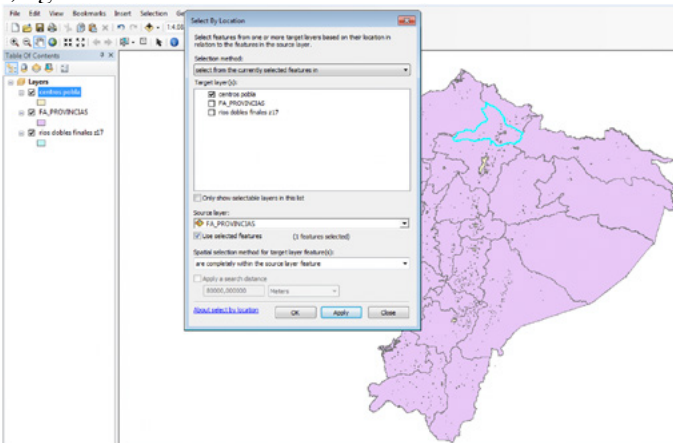 File Edit View Bookmarks Insert Selection
1:4.00
Table Of Contents
Layers
centros pobla
FA_PROVINCIAS
rios dobles finales z17
Select By Location
Select features from one or more target layers based on their location in
relation to the features in the source layer.
Selection method:
select from the currently selected features in
Target layer(s):
centros pobla
FA_PROVINCIAS
rios dobles finales z17
Only show selectable layers in this list
Source layer:
FA_PROVINCIAS
Use selected features (1 features selected)
Spatial selection method for target layer feature(s):
are completely within the source layer feature
Apply a search distance
Meters
About select by location OK Apply Close